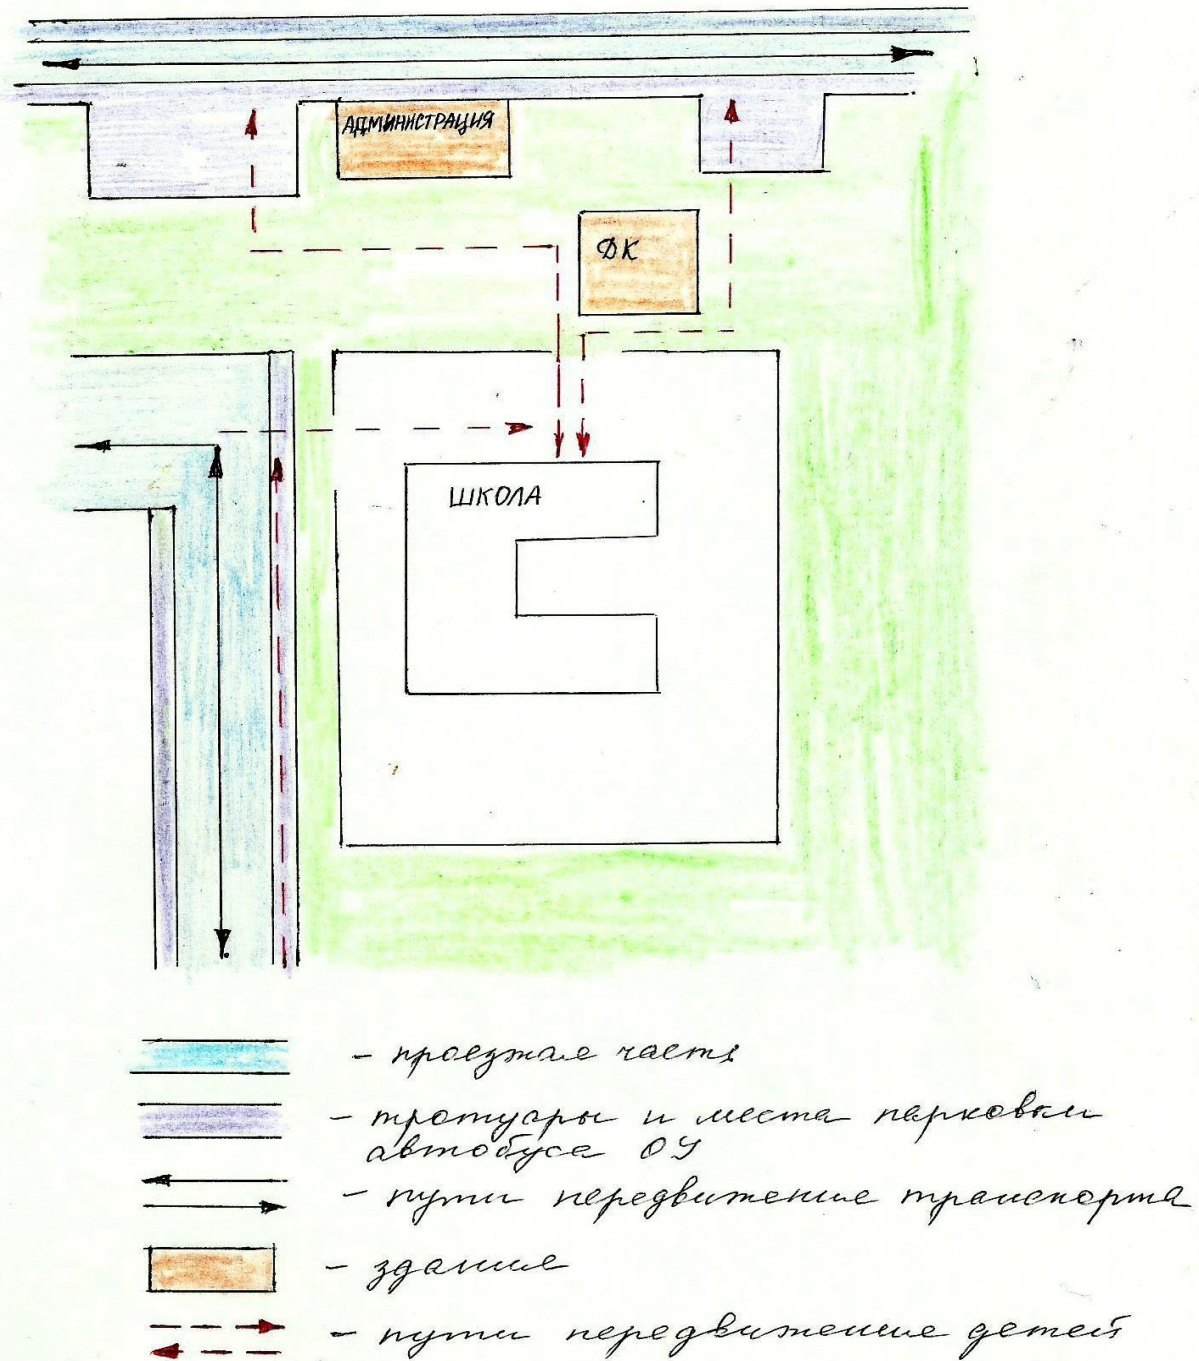 АДМИНИСТРАЦИЯ
ДК
ШКОЛА
- проезжая часть
- тротуары и места парковки
автобуса ОУ
- пути передвижение транспорта
- здание
- пути передвижение детей